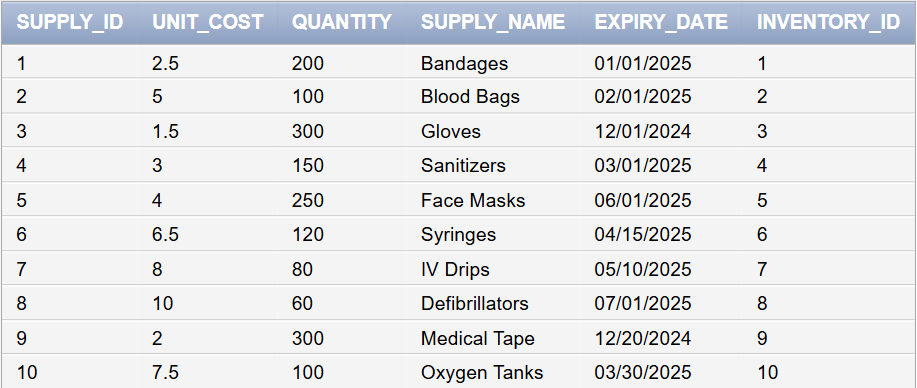 SUPPLY_ID UNIT_COST QUANTITY SUPPLY_NAME EXPIRY_DATE INVENTORY_ID
1 2.5 200 Bandages 01/01/2025 1
2 5 100 Blood Bags 02/01/2025 2
3 1.5 300 Gloves 12/01/2024 3
4 3 150 Sanitizers 03/01/2025 4
5 4 250 Face Masks 06/01/2025 5
6 6.5 120 Syringes 04/15/2025 6
7 8 80 IV Drips 05/10/2025 7
8 10 60 Defibrillators 07/01/2025 8
9 2 300 Medical Tape 12/20/2024 9
10 7.5 100 Oxygen Tanks 03/30/2025 10